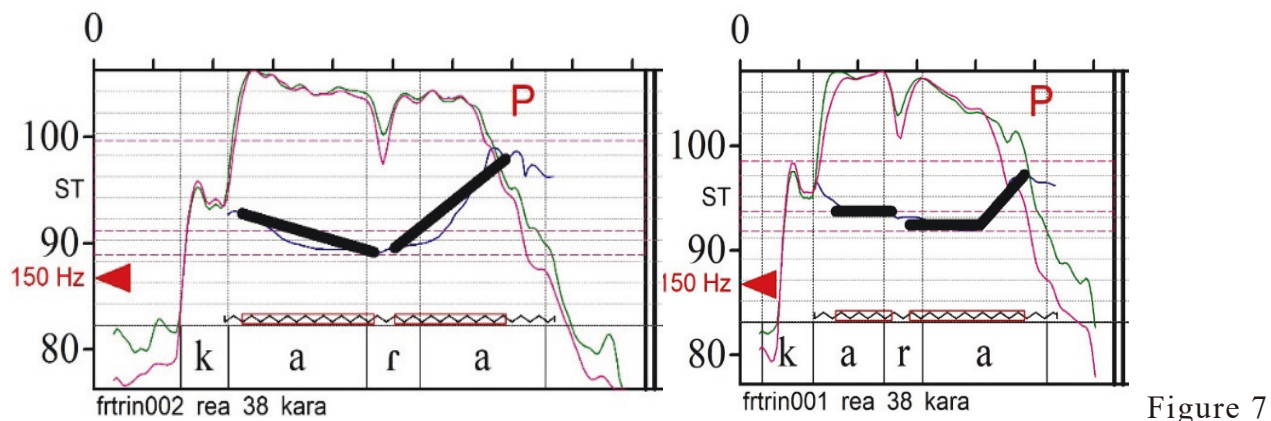 0
P
100
ST
90
150 Hz
80
k a ɾ a
frtrin002 rea 38 kara
0
P
100
ST
90
150 Hz
80
k a r a
frtrin001 rea 38 kara
Figure 7